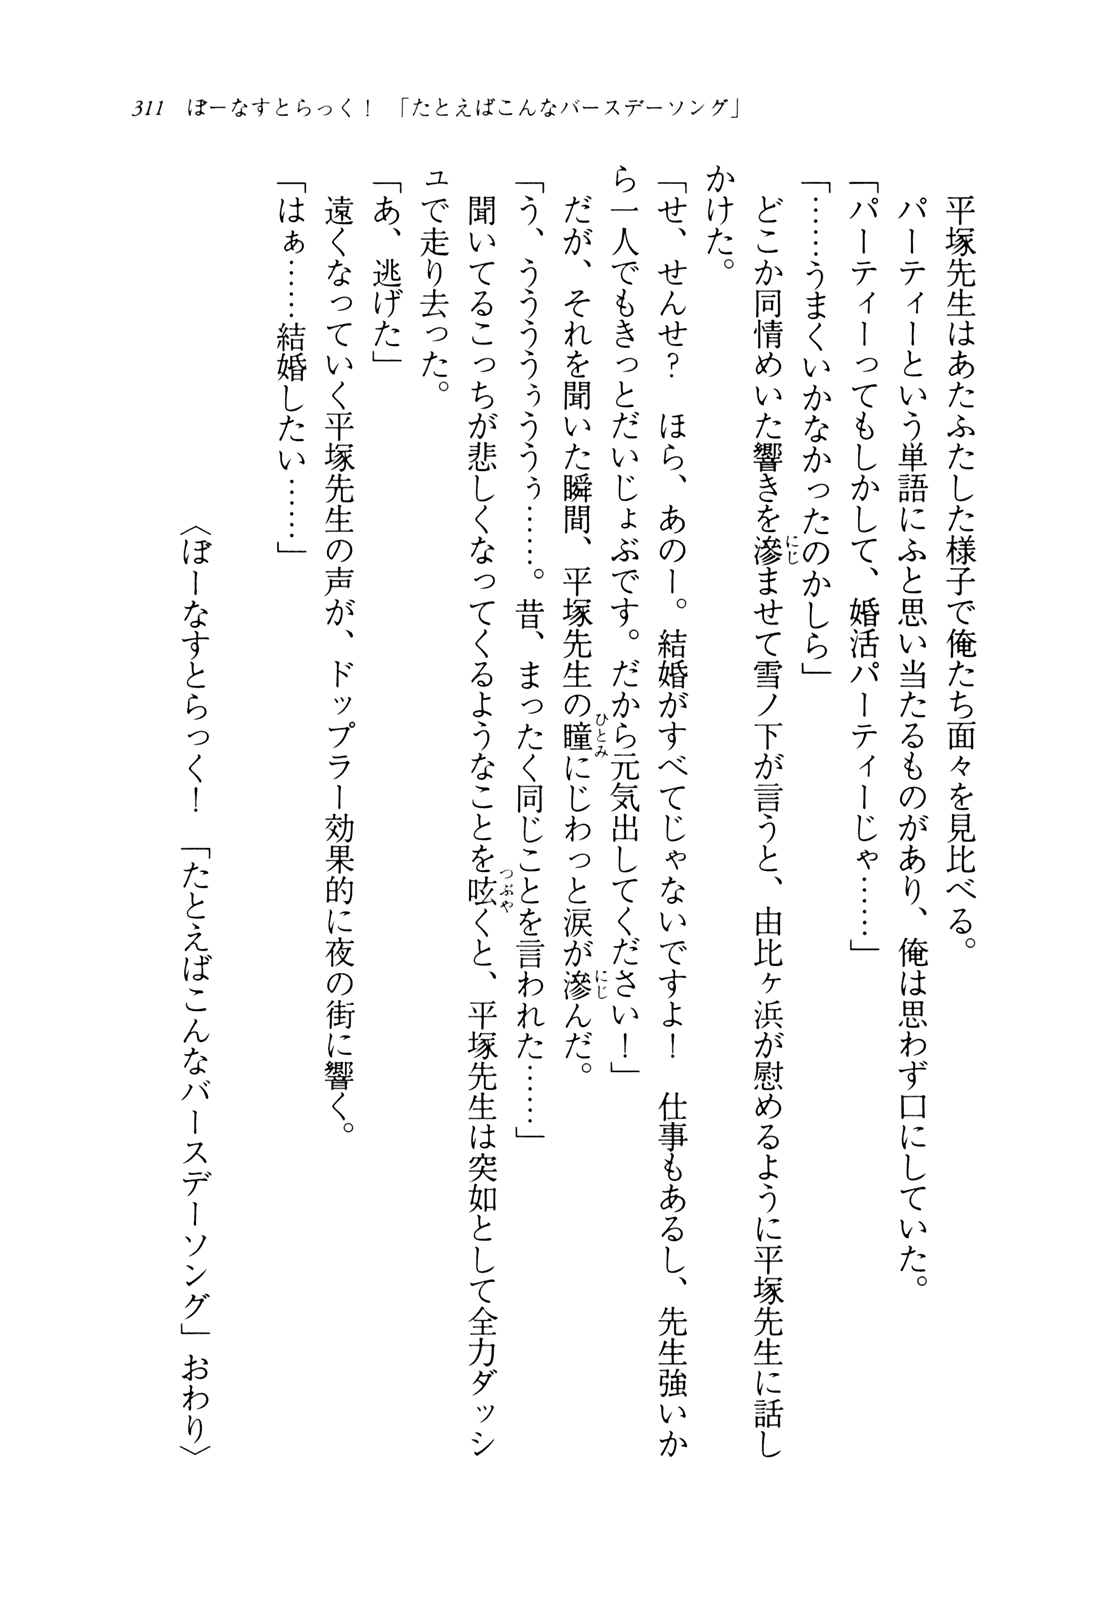 311 ぼーなすとらっく！ 「たとえばこんなバースデーソング」
　平塚先生はあたふたした様子で俺たち面々を見比べる。
　パーティーという単語にふと思い当たるものがあり、俺は思わず口にしていた。
「パーティーってもしかして、婚活パーティーじゃ……」
「……うまくいかなかったのかしら」
　どこか同情めいた響きを滲ませて雪ノ下が言うと、由比ヶ浜が慰めるように平塚先生に話し
かけた。
「せ、せんせ？　ほら、あのー。結婚がすべてじゃないですよ！　仕事もあるし、先生強いか
ら一人でもきっとだいじょぶです。だから元気出してください！」
　だが、それを聞いた瞬間、平塚先生の瞳にじわっと涙が滲んだ。
「う、うううぅううぅ……。昔、まったく同じことを言われた……」
　聞いてるこっちが悲しくなってくるようなことを呟くと、平塚先生は突如として全力ダッシ
ュで走り去った。
「あ、逃げた」
　遠くなっていく平塚先生の声が、ドップラー効果的に夜の街に響く。
「はぁ……結婚したい……」
〈ぼーなすとらっく！　「たとえばこんなバースデーソング」おわり〉